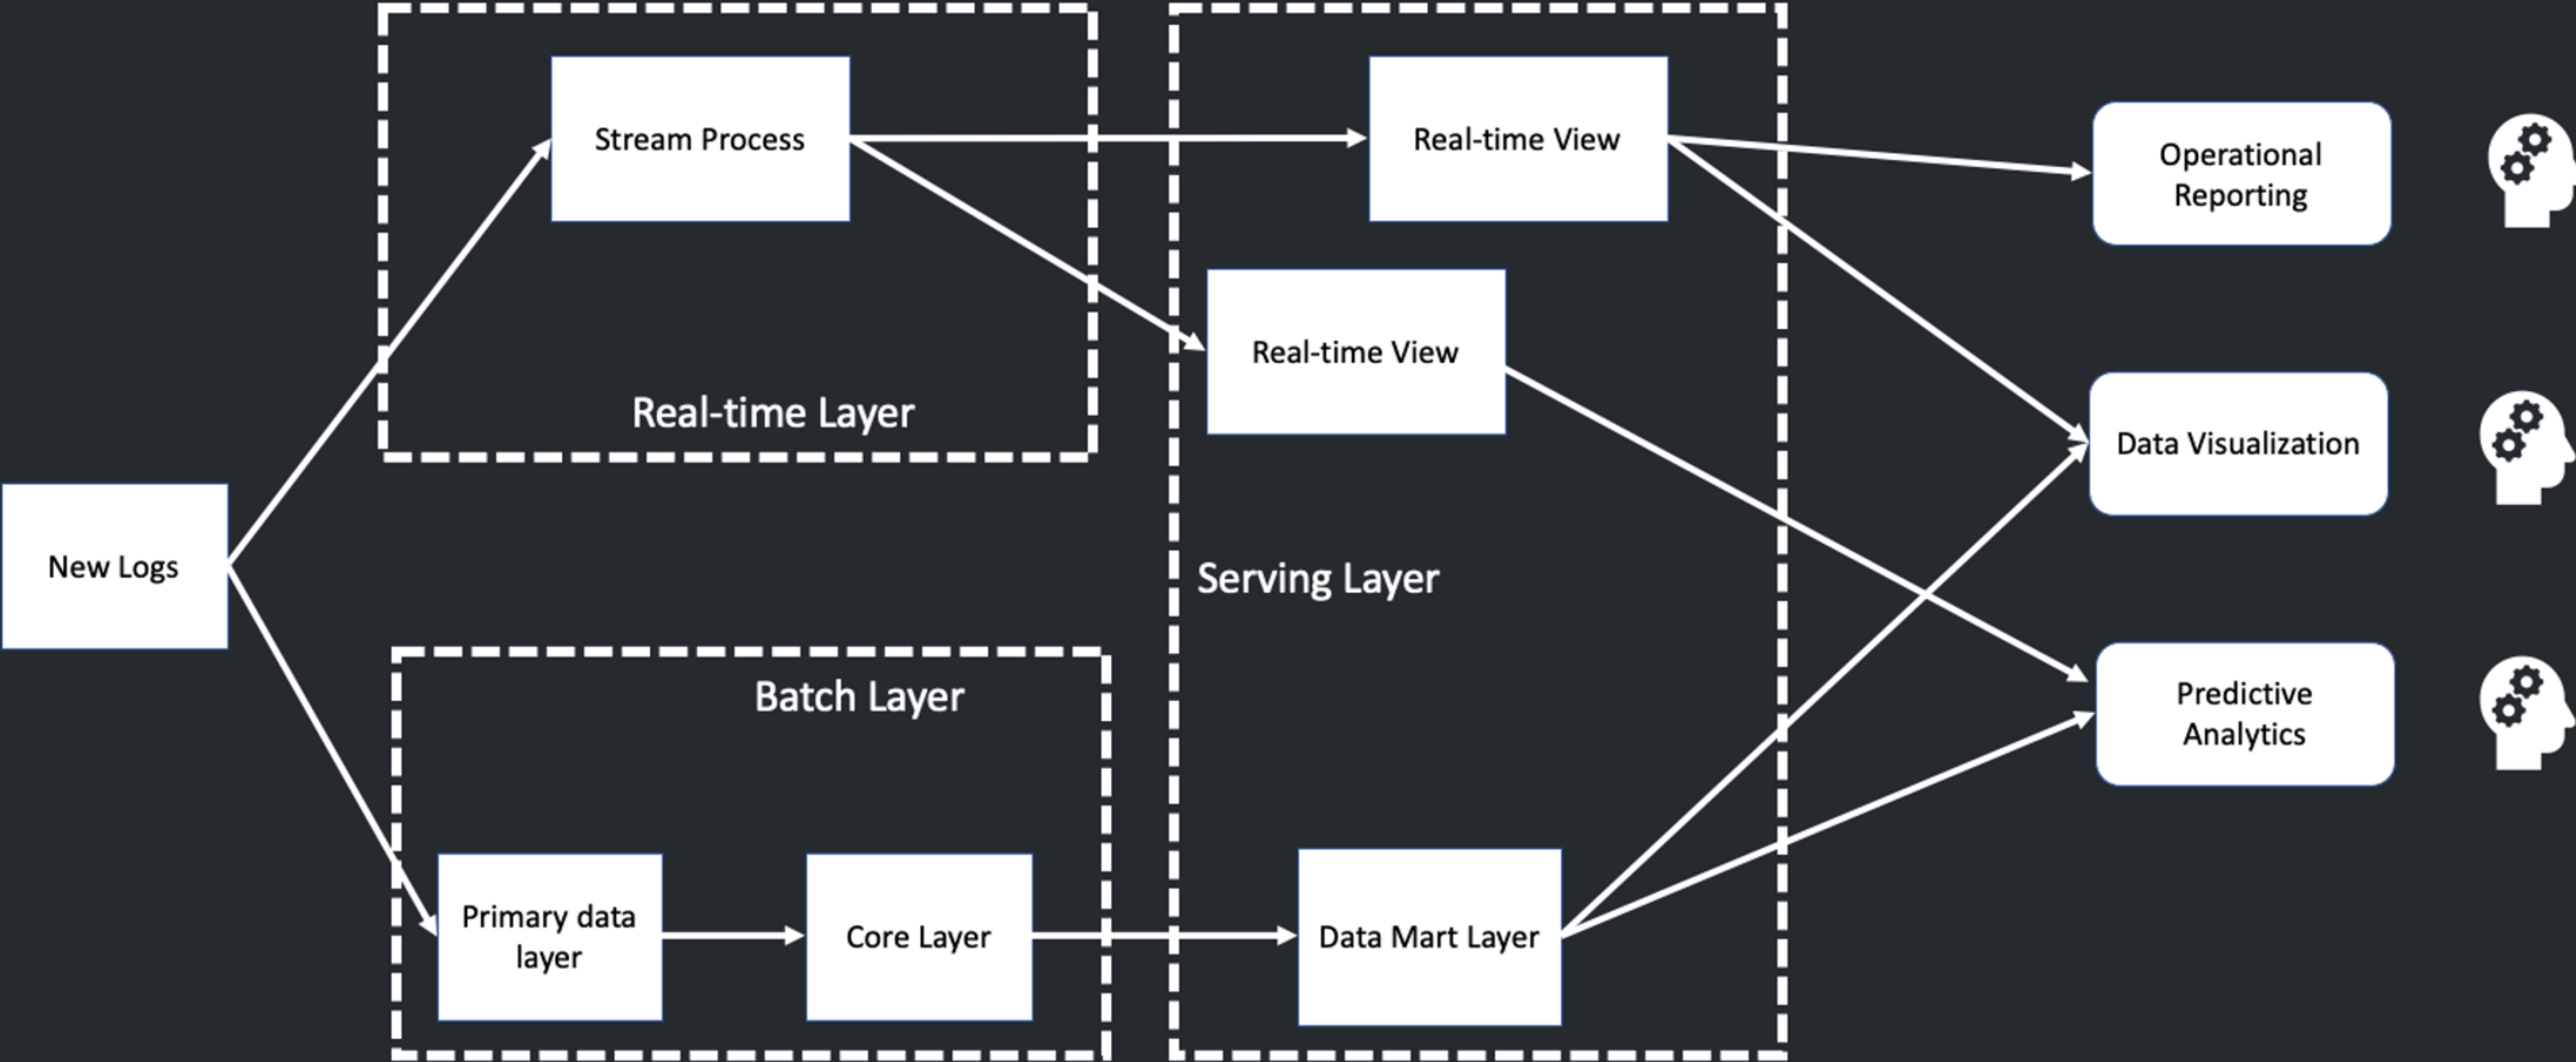 Stream Process
Real-time View
Operational
Reporting
Real-time View
Real-time Layer
Data Visualization
New Logs
Serving Layer
Batch Layer
Predictive
Analytics
Primary data
layer
Core Layer
Data Mart Layer